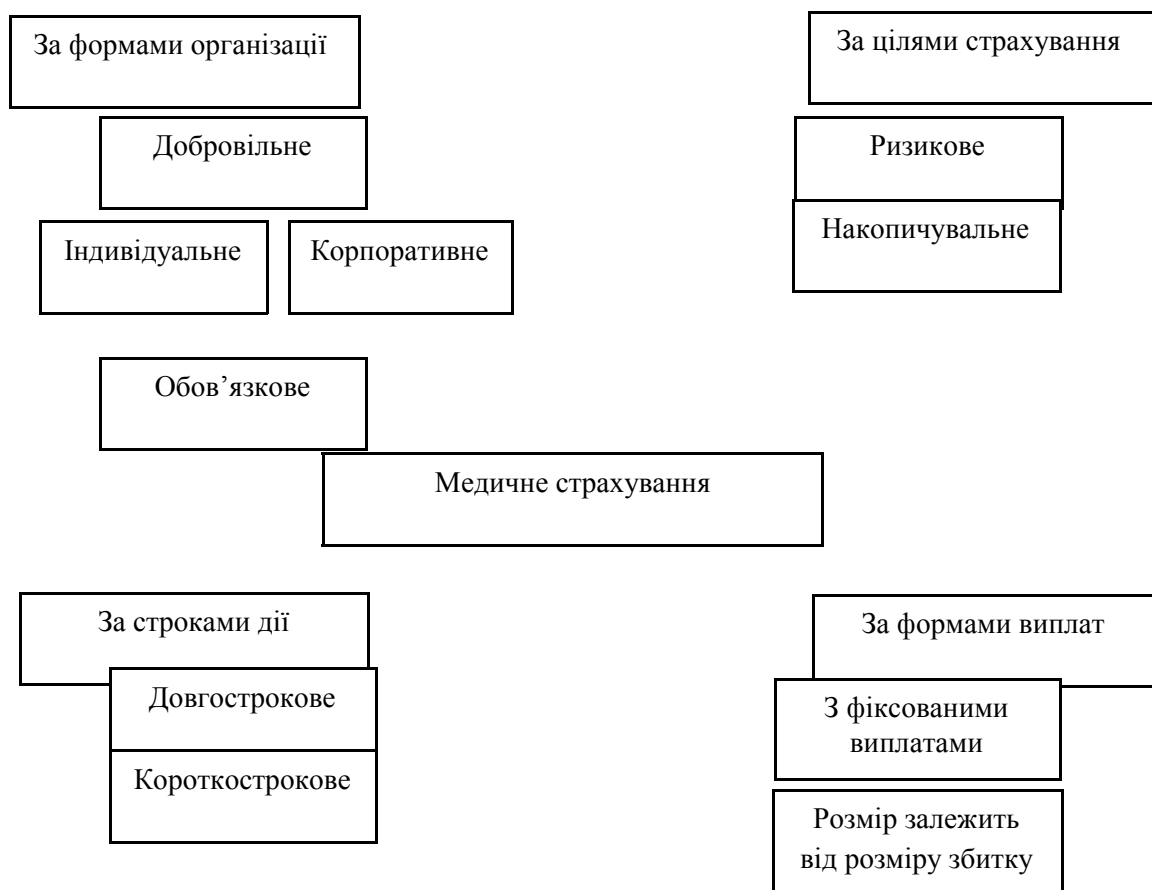 За формами організації
За цілями страхування
Добровільне
Ризикове
Індивідуальне
Корпоративне
Накопичувальне
Обов’язкове
Медичне страхування
За строками дії
За формами виплат
Довгострокове
З фіксованими
виплатами
Короткострокове
Розмір залежить
від розміру збитку